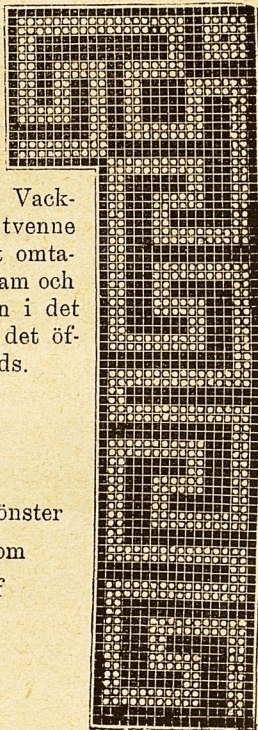 Vack-
tvenne
omta-
am och
n i det
det öf-
ds.
önster
om
f